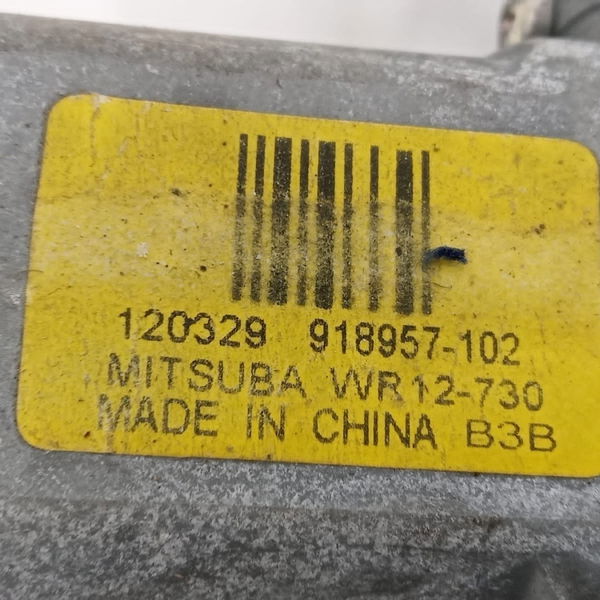 120329 918957-102
MITSUBA WR12-730
MADE IN CHINA B3B